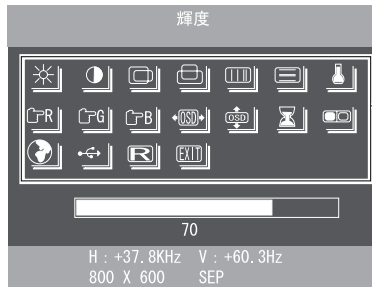 輝度
R G B OSD OSD
R EXIT
70
H : +37.8KHz V : +60.3Hz
800 X 600 SEP